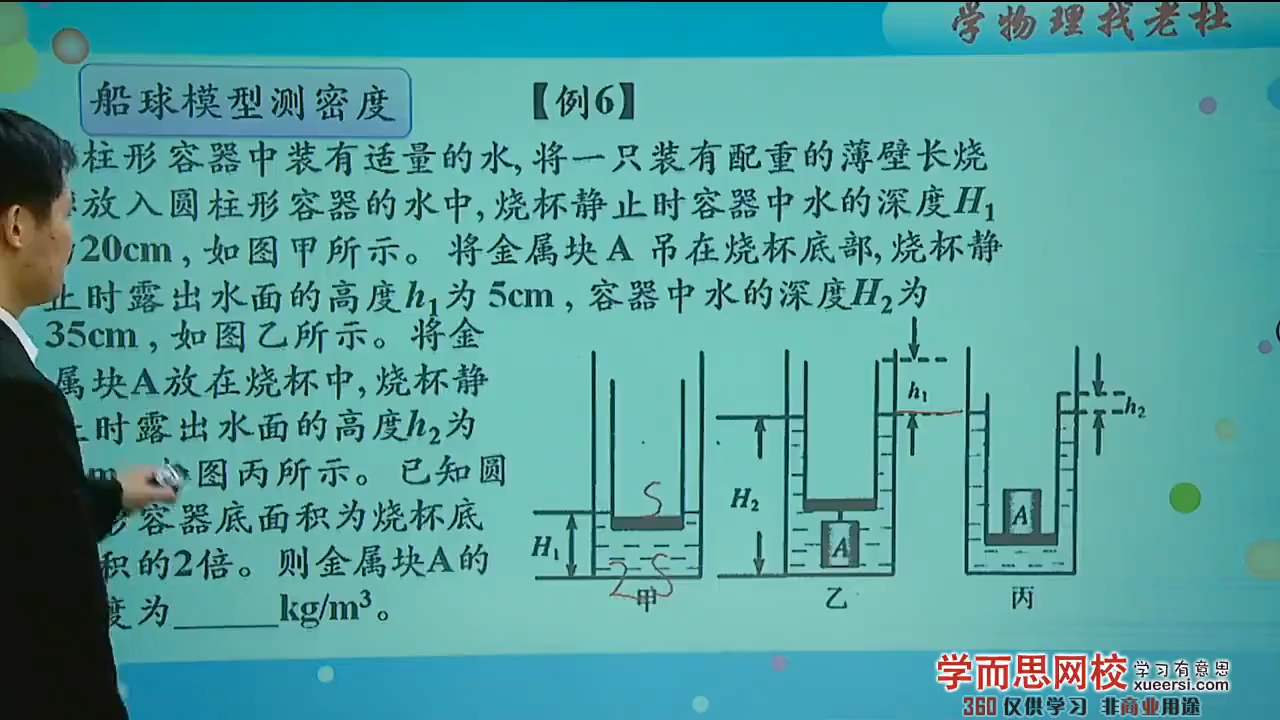 学物理找老杜
船球模型测密度
【例6】
柱形容器中装有适量的水,将一只装有配重的薄壁长烧
放入圆柱形容器的水中,烧杯静止时容器中水的深度H₁
20cm,如图甲所示。将金属块A 吊在烧杯底部,烧杯静
止时露出水面的高度h₁为5cm,容器中水的深度H₂为
35cm,如图乙所示。将金
属块A放在烧杯中,烧杯静
止时露出水面的高度h₂为
图丙所示。已知圆
容器底面积为烧杯底
积的2倍。则金属块A的
度为______kg/m³。
h₁
h₂
H₂
S
A
A
H₁
2S
甲
乙
丙
学而思网校
学习有意思
xueersi.com
360仅供学习 非商业用途